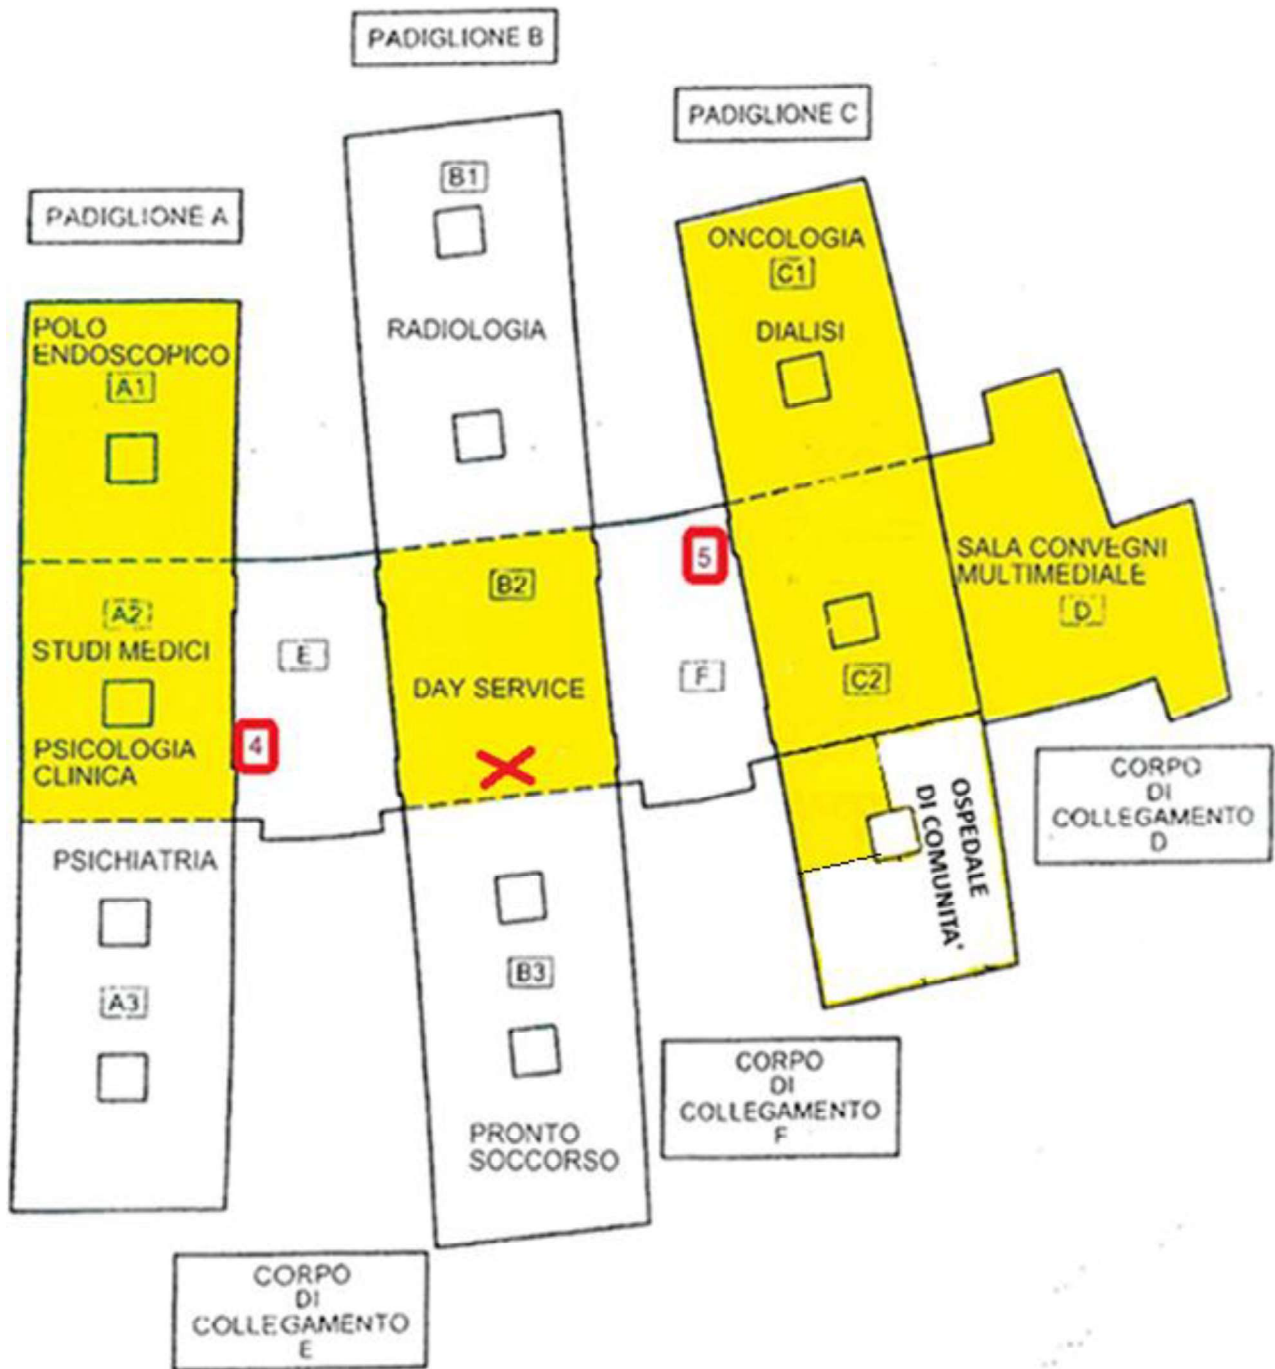 PADIGLIONE B
PADIGLIONE C
PADIGLIONE A
B1
RADIOLOGIA
ONCOLOGIA
C1
DIALISI
POLO
ENDOSCOPICO
A1
A2
STUDI MEDICI
PSICOLOGIA
CLINICA
4
E
B2
DAY SERVICE
5
F
C2
SALA CONVEGNI
MULTIMEDIALE
D
PSICHIATRIA
A3
B3
PRONTO
SOCCORSO
OSPEDALE
DI COMUNITA'
CORPO
DI
COLLEGAMENTO
D
CORPO
DI
COLLEGAMENTO
F
CORPO
DI
COLLEGAMENTO
E